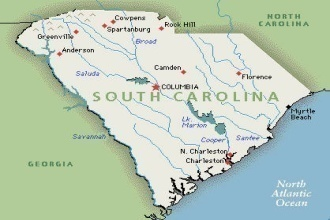 Cowpens
Spartanburg
Rock Hill
NORTH
CAROLINA
Greenville
Broad
Anderson
Saluda
Camden
Florence
COLUMBIA
SOUTH CAROLINA
Lk.
Marion
Myrtle
Beach
Savannah
Cooper
Santee
GEORGIA
N. Charleston
Charleston
North
Atlantic
Ocean